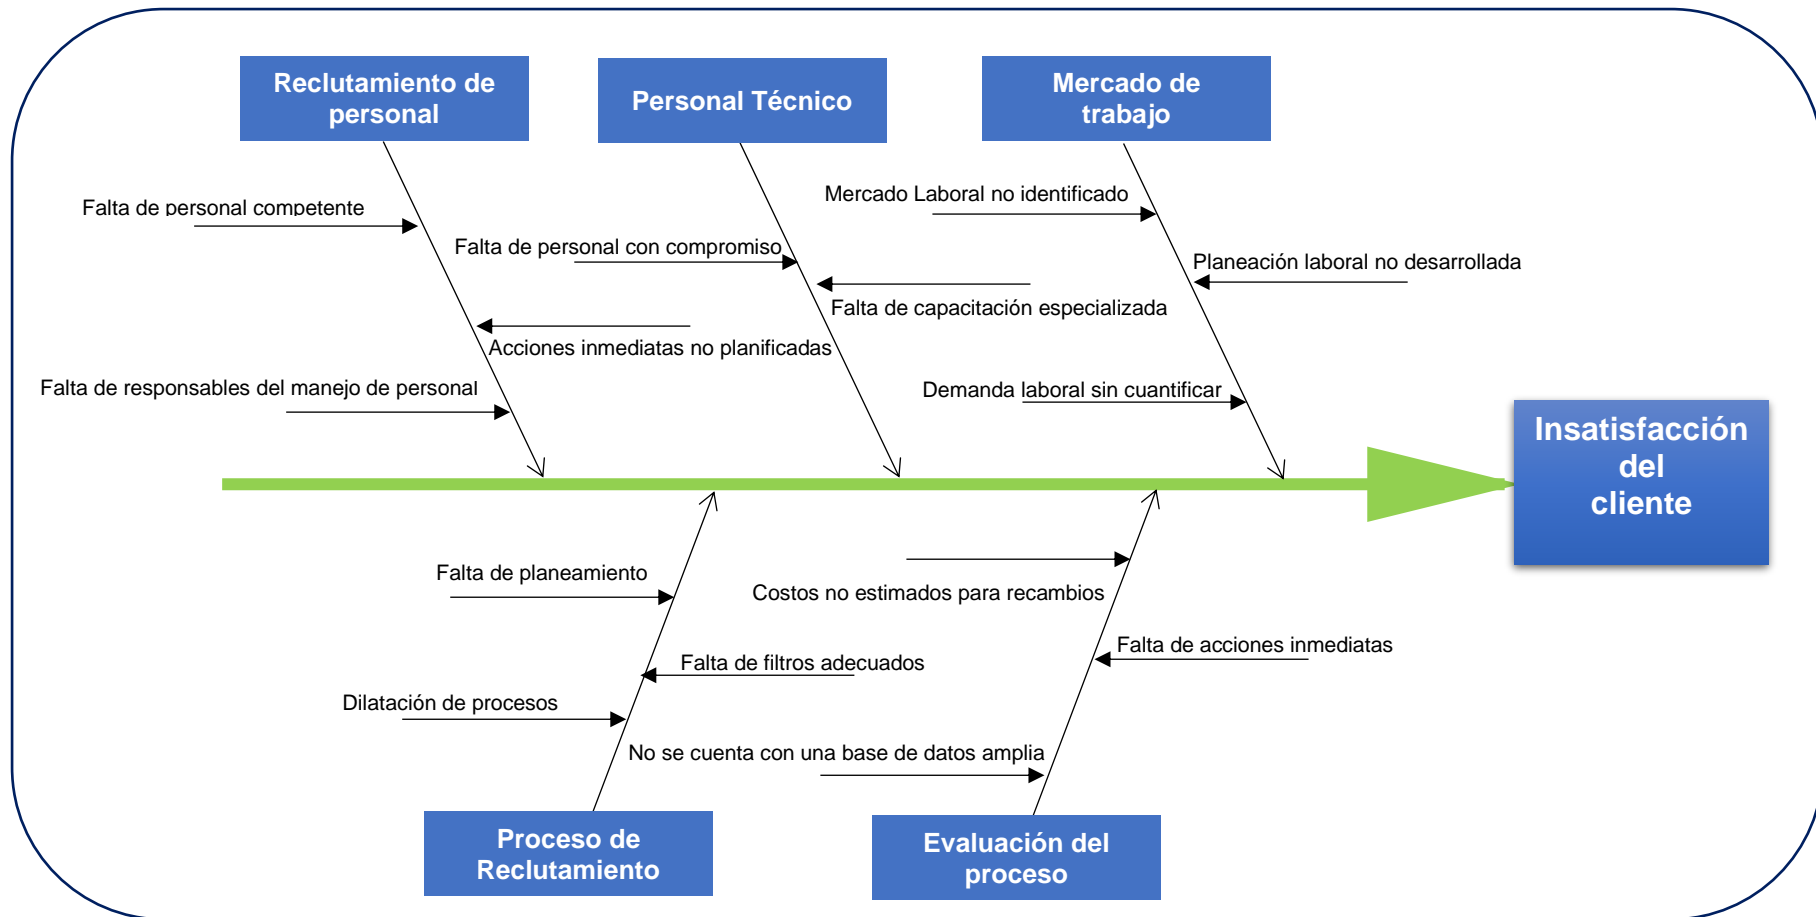 Reclutamiento de
personal
Personal Técnico
Mercado de
trabajo
Mercado Laboral no identificado
Falta de personal competente
Falta de personal con compromiso
Planeación laboral no desarrollada
Falta de capacitación especializada
Acciones inmediatas no planificadas
Falta de responsables del manejo de personal
Demanda laboral sin cuantificar
Insatisfacción
del
cliente
Falta de planeamiento
Costos no estimados para recambios
Falta de acciones inmediatas
Falta de filtros adecuados
Dilatación de procesos
No se cuenta con una base de datos amplia
Proceso de
Reclutamiento
Evaluación del
proceso